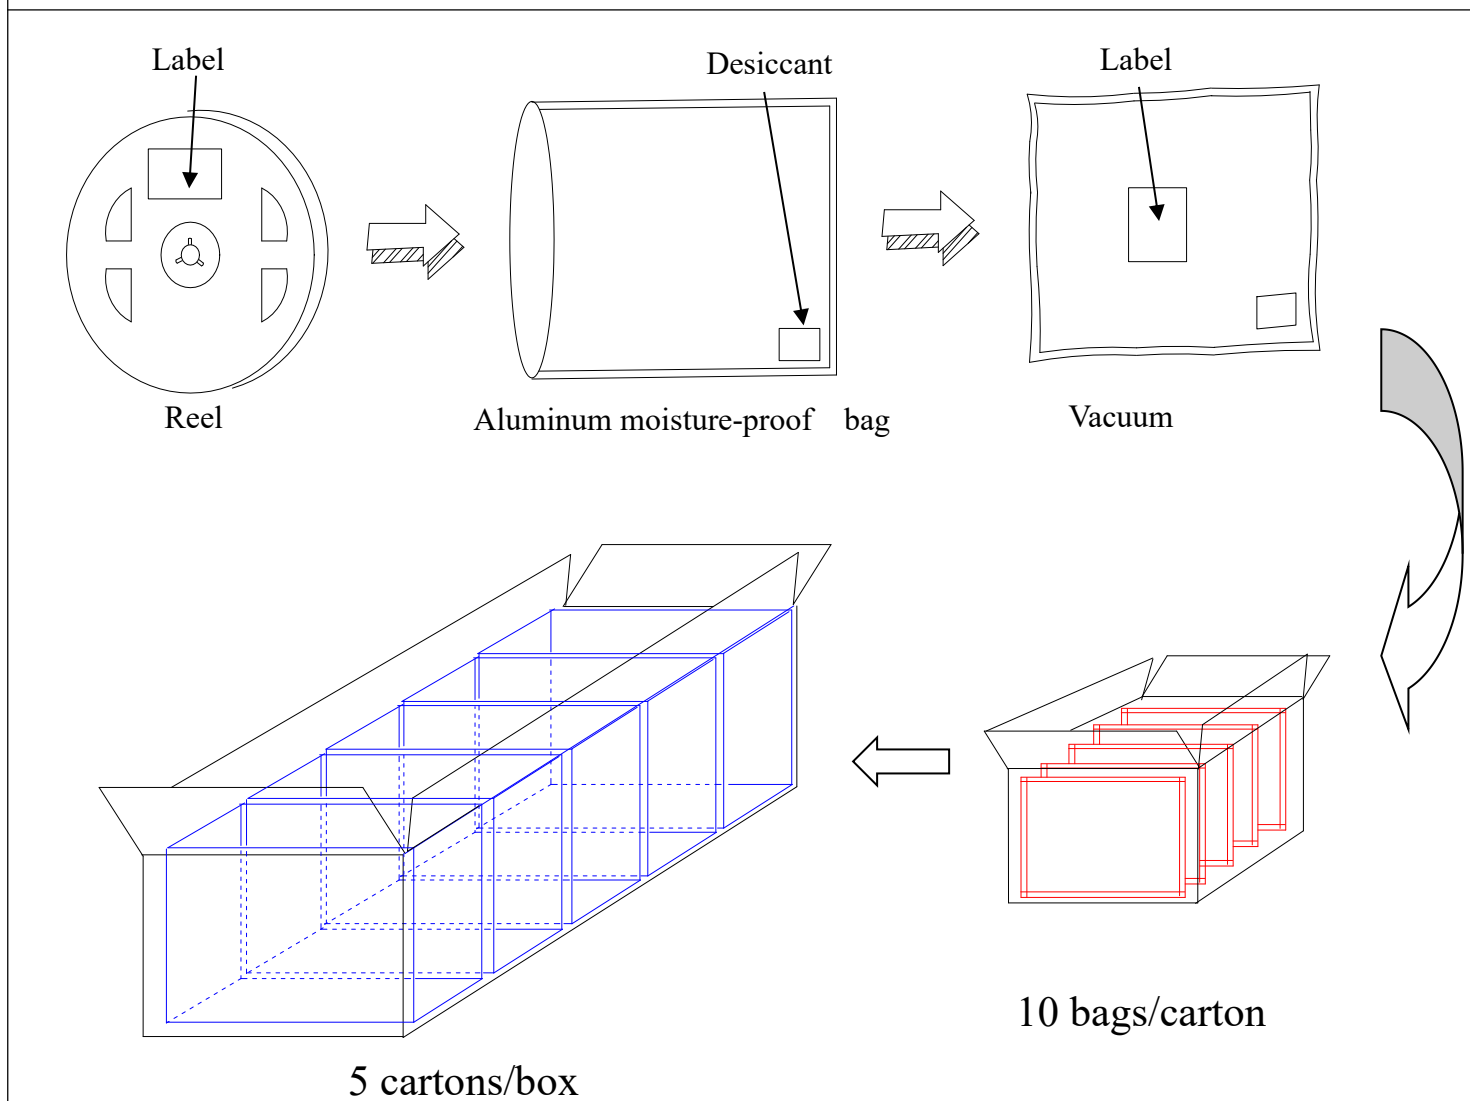 Label
Desiccant
Label
Reel
Aluminum moisture-proof bag
Vacuum
10 bags/carton
5 cartons/box